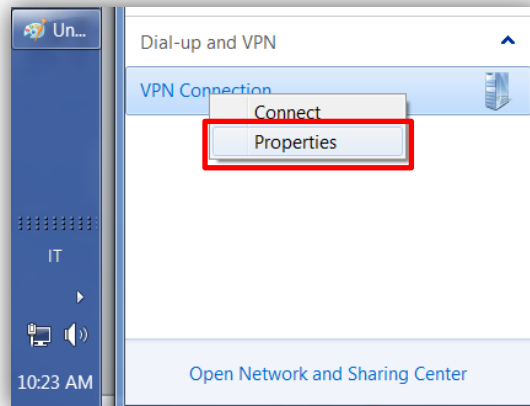 Un...
IT
10:23 AM
Dial-up and VPN
VPN Connection
Connect
Properties
Open Network and Sharing Center